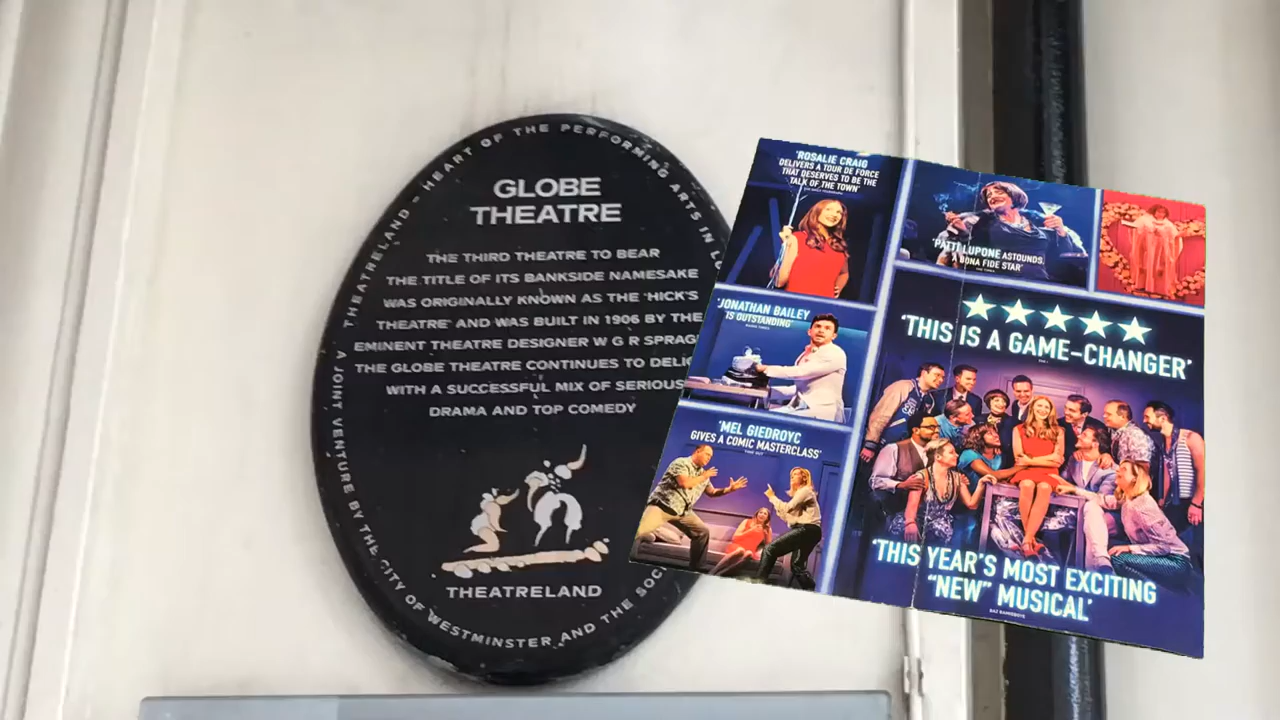 THEATRELAND - HEART OF THE PERFORMING ARTS IN
GLOBE
THEATRE
THE THIRD THEATRE TO BEAR
THE TITLE OF ITS BANKSIDE NAMESAKE
WAS ORIGINALLY KNOWN AS THE 'HICK'S
THEATRE' AND WAS BUILT IN 1906 BY THE
EMINENT THEATRE DESIGNER W G R
THE GLOBE THEATRE CONTINUES TO
WITH A SUCCESSFUL MIX OF SERIOUS
DRAMA AND TOP COMEDY
THEATRELAND
A JOINT VENTURE BY THE CITY OF WESTMINSTER AND THE
'ROSALIE CRAIG
DELIVERS A TOUR DE FORCE
THAT DESERVES TO BE THE
TALK OF THE TOWN'
'PATTI LUPONE ASTOUNDS,
A BONA FIDE STAR'
'JONATHAN BAILEY
IS OUTSTANDING'
'THIS IS A GAME-CHANGER'
'MEL GIEDROYC
GIVES A COMIC MASTERCLASS'
TIME OUT
'THIS YEAR'S MOST EXCITING
"NEW" MUSICAL'
BAZ BAMIGBOYE